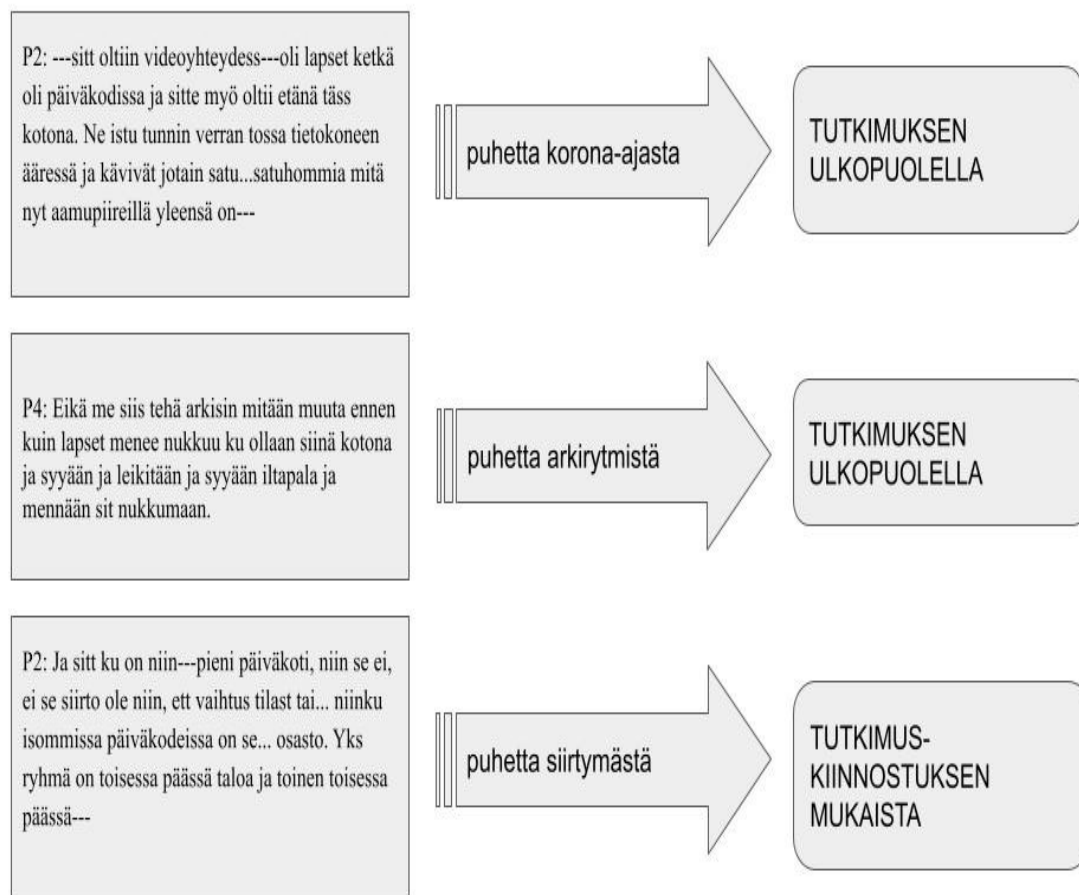 P2: ---sitt oltiin videoyhteydess---oli lapset ketkä
oli päiväkodissa ja sitte myö oltii etänä täss
kotona. Ne istu tunnin verran tossa tietokoneen
ääressä ja kävivät jotain satu...satuhommia mitä
nyt aamupiireillä yleensä on---
puhetta korona-ajasta
TUTKIMUKSEN
ULKOPUOLELLA
P4: Eikä me siis tehä arkisin mitään muuta ennen
kuin lapset menee nukkuu ku ollaan siinä kotona
ja syyään ja leikitään ja syyään iltapala ja
mennään sit nukkumaan.
puhetta arkirytmistä
TUTKIMUKSEN
ULKOPUOLELLA
P2: Ja sitt ku on niin---pieni päiväkoti, niin se ei,
ei se siirto ole niin, ett vaihtus tilast tai... niinku
isommissa päiväkodeissa on se... osasto. Yks
ryhmä on toisessa päässä taloa ja toinen toisessa
päässä---
puhetta siirtymästä
TUTKIMUS-
KIINNOSTUKSEN
MUKAISTA